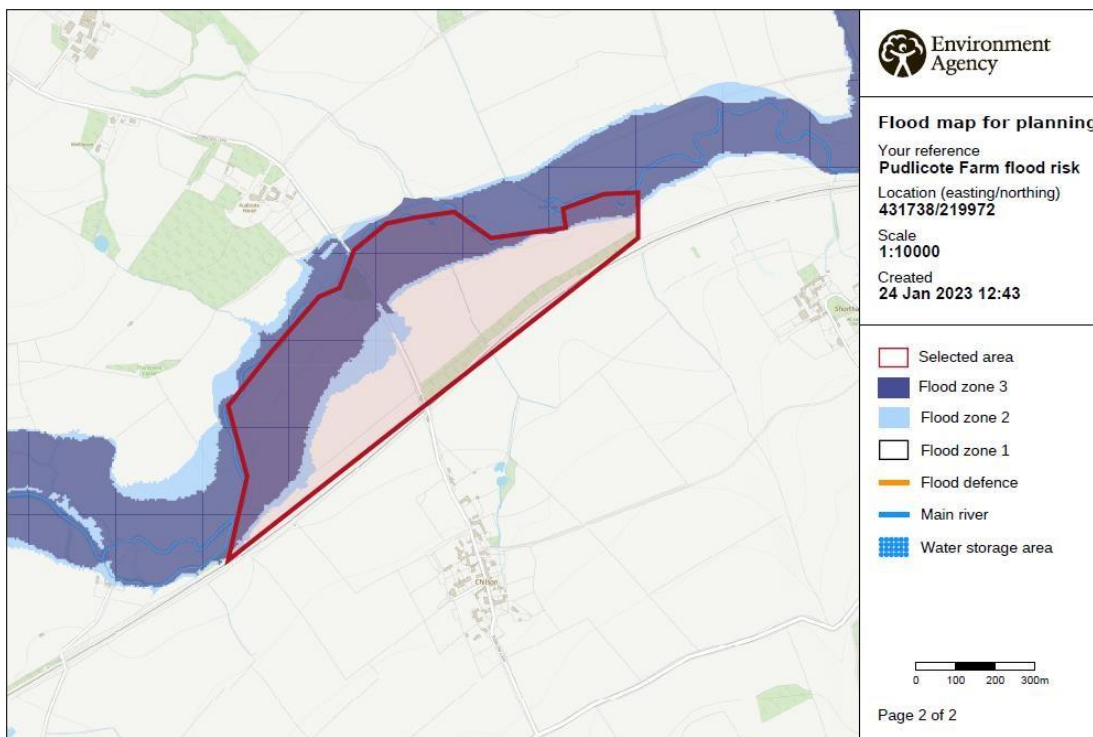 Environment
Agency
Flood map for planning
Your reference
Pudlicote Farm flood risk
Location (easting/northing)
431738/219972
Scale
1:10000
Created
24 Jan 2023 12:43
Selected area
Flood zone 3
Flood zone 2
Flood zone 1
Flood defence
Main river
Water storage area
0 100 200 300m
Page 2 of 2
Chilson